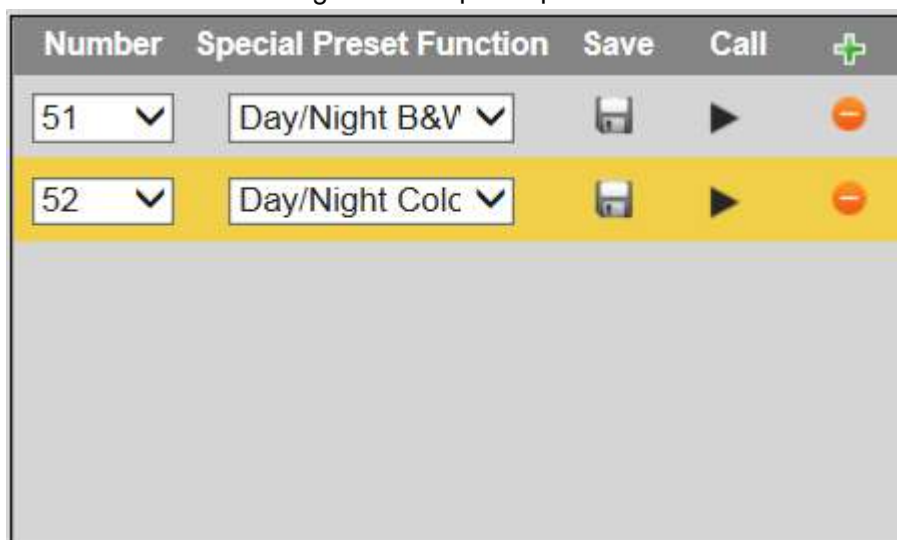 Number Special Preset Function Save Call
51 Day/Night B&W
52 Day/Night Colc